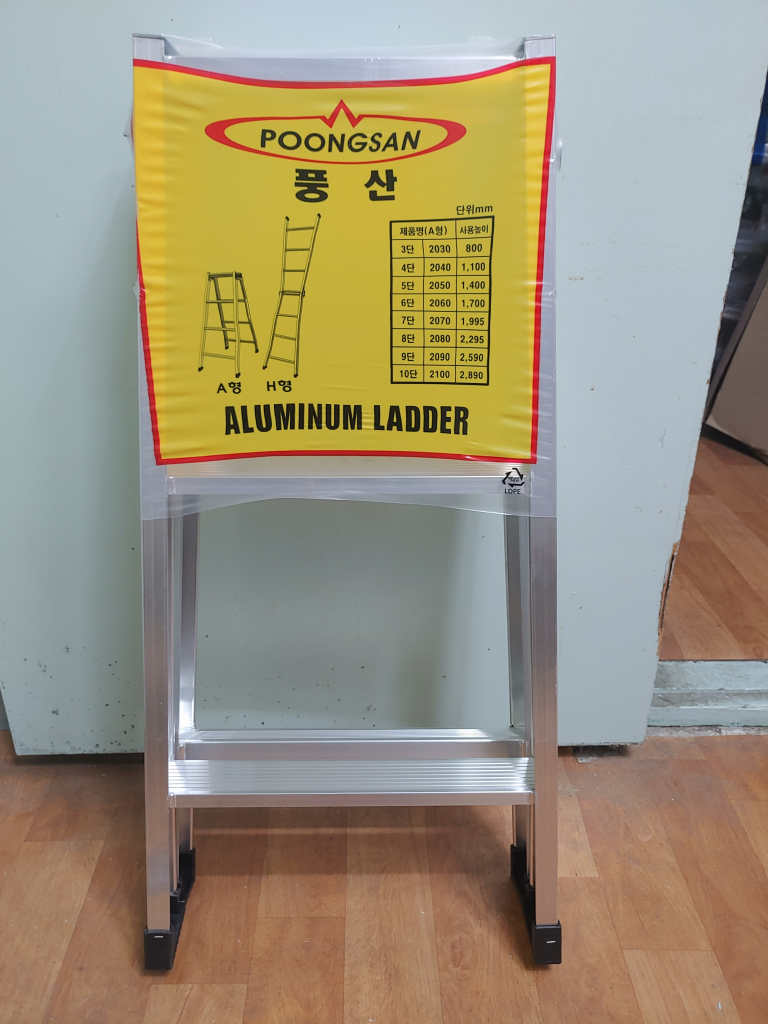 POONGSAN
풍 산
단위mm
제품명(A형) 사용높이
3단 2030 800
4단 2040 1,100
5단 2050 1,400
6단 2060 1,700
7단 2070 1,995
8단 2080 2,295
9단 2090 2,590
10단 2100 2,890
A형 H형
ALUMINUM LADDER
LDPE